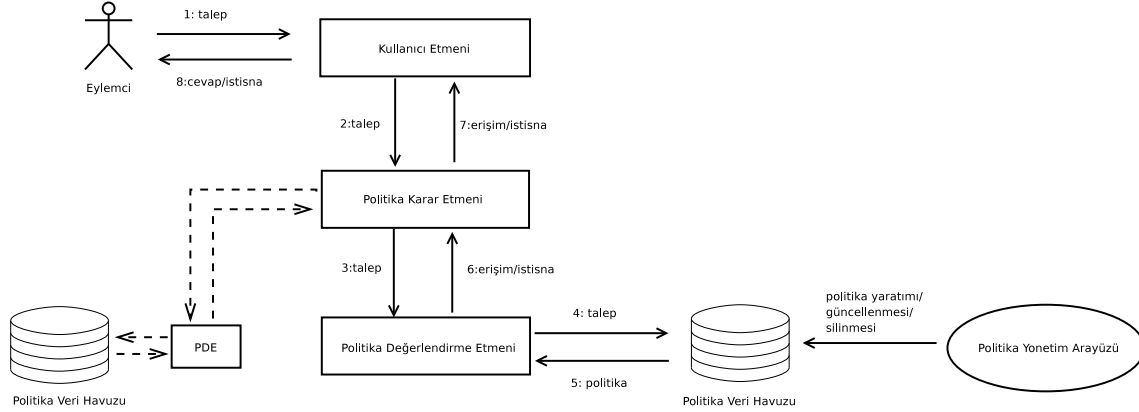 1: talep
Kullanıcı Etmeni
8:cevap/istisna
Eylemci
2:talep
7:erişim/istisna
Politika Karar Etmeni
3:talep
6:erişim/istisna
politika yaratımı/
güncellenmesi/
silinmesi
4: talep
PDE
Politika Değerlendirme Etmeni
Politika Yonetim Arayüzü
5: politika
Politika Veri Havuzu
Politika Veri Havuzu